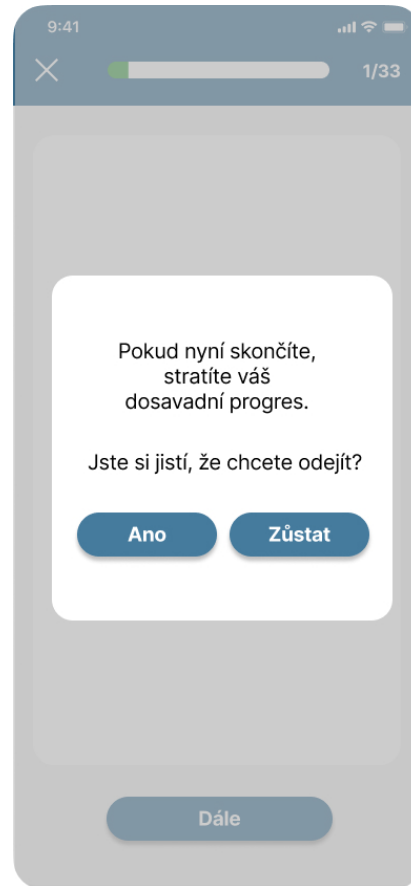 9:41
1/33
Pokud nyní skončíte,
stratíte váš
dosavadní progres.
Jste si jistí, že chcete odejít?
Ano
Zůstat
Dále